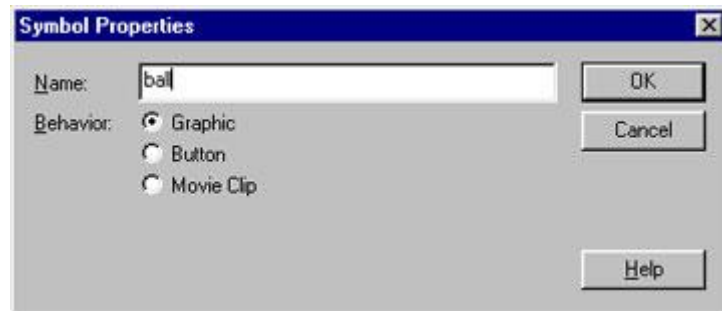 Symbol Properties
Name: ball OK
Behavior: Graphic Cancel
Button
Movie Clip
Help